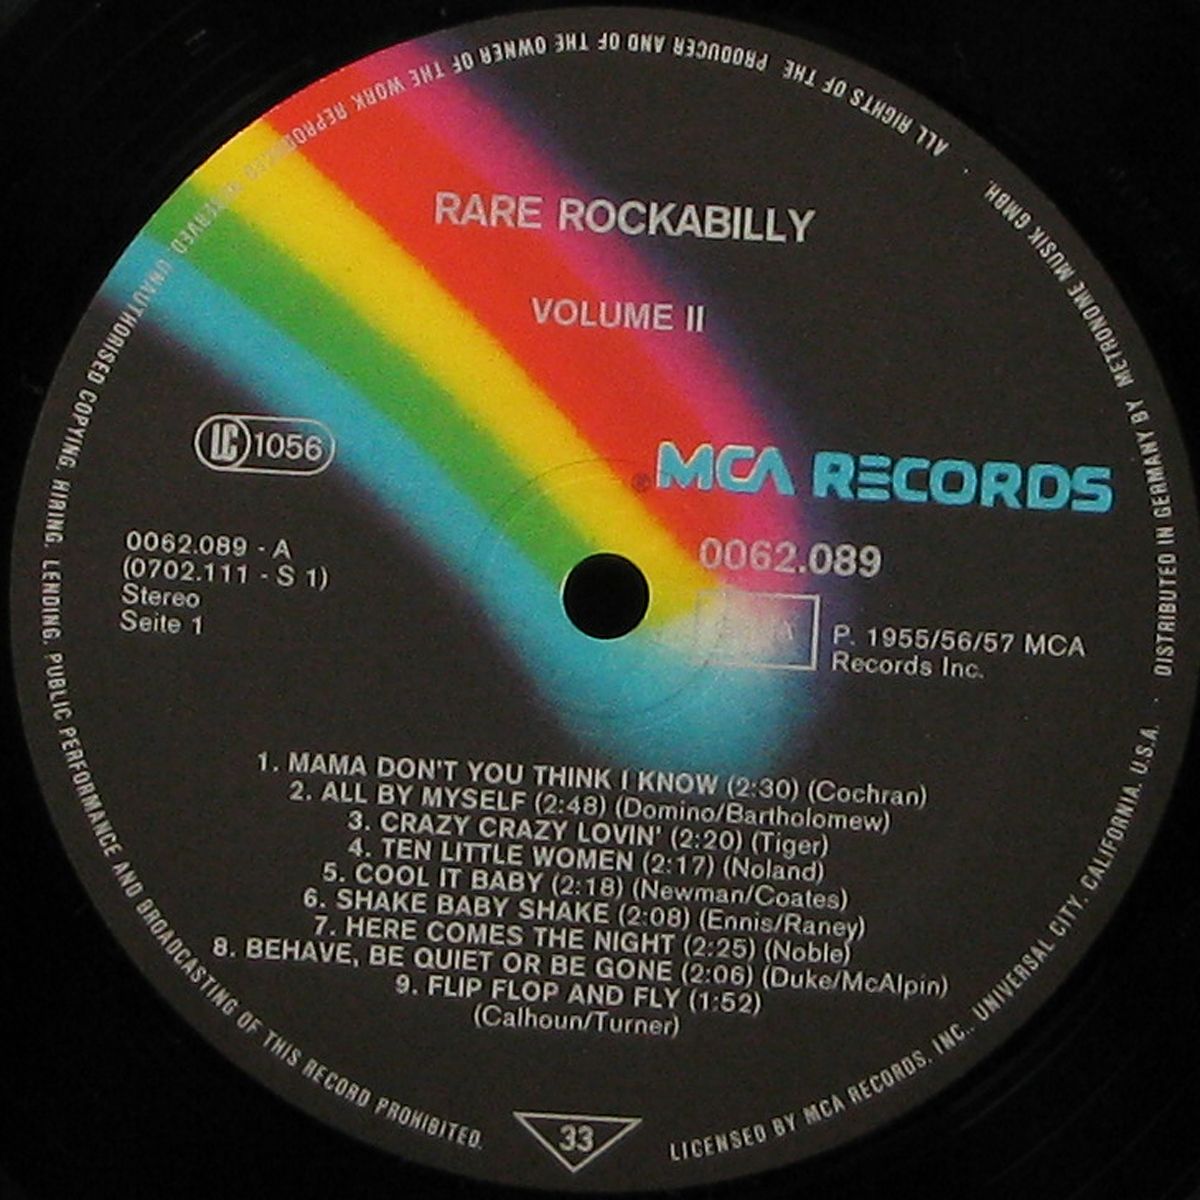 RARE ROCKABILLY
VOLUME II
LC 1056
MCA RECORDS
0062.089
0062.089 - A
(0702.111 - S 1)
Stereo
Seite 1
P. 1955/56/57 MCA
Records Inc.
1. MAMA DON'T YOU THINK I KNOW (2:30) (Cochran)
2. ALL BY MYSELF (2:48) (Domino/Bartholomew)
3. CRAZY CRAZY LOVIN' (2:20) (Tiger)
4. TEN LITTLE WOMEN (2:17) (Noland)
5. COOL IT BABY (2:18) (Newman/Coates)
6. SHAKE BABY SHAKE (2:08) (Ennis/Raney)
7. HERE COMES THE NIGHT (2:25) (Noble)
8. BEHAVE, BE QUIET OR BE GONE (2:06) (Duke/McAlpin)
9. FLIP FLOP AND FLY (1:52)
(Calhoun/Turner)
33
ALL RIGHTS OF THE PRODUCER AND OF THE OWNER OF THE WORK REPRODUCED RESERVED. UNAUTHORISED COPYING, HIRING, LENDING, PUBLIC PERFORMANCE AND BROADCASTING OF THIS RECORD PROHIBITED.
LICENSED BY MCA RECORDS, INC., UNIVERSAL CITY, CALIFORNIA, U.S.A. · DISTRIBUTED IN GERMANY BY METRONOME MUSIK GMBH.